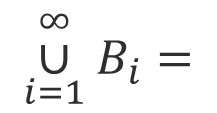 ∞
∪ B_i =
i=1